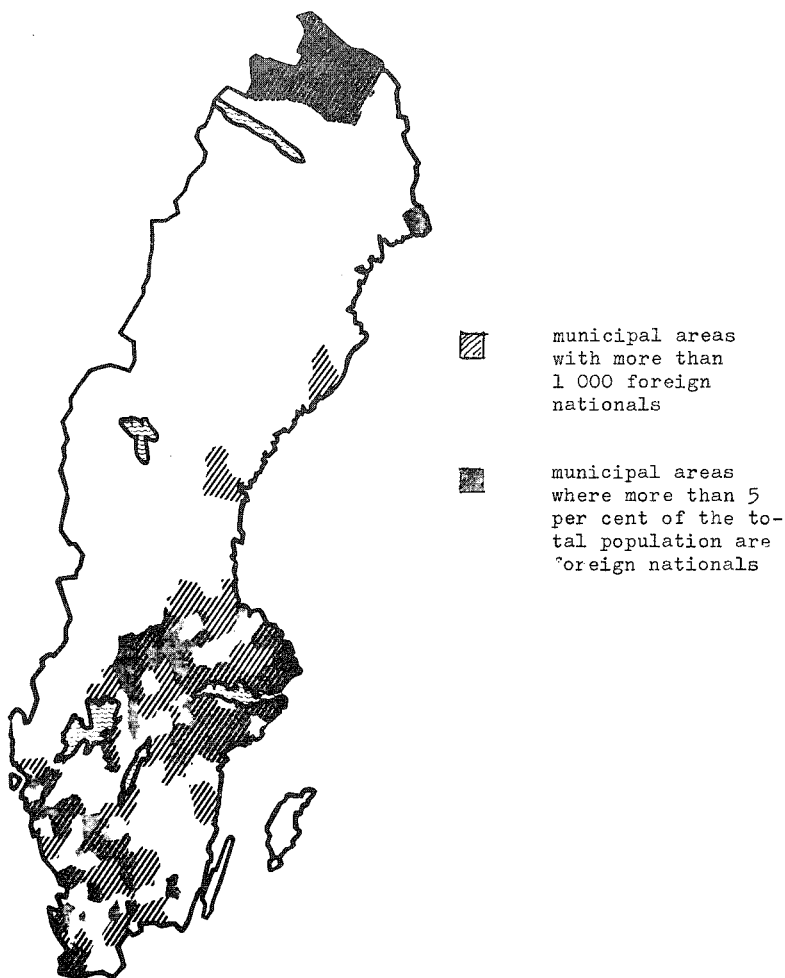 municipal areas
with more than
1 000 foreign
nationals
municipal areas
where more than 5
per cent of the to-
tal population are
foreign nationals